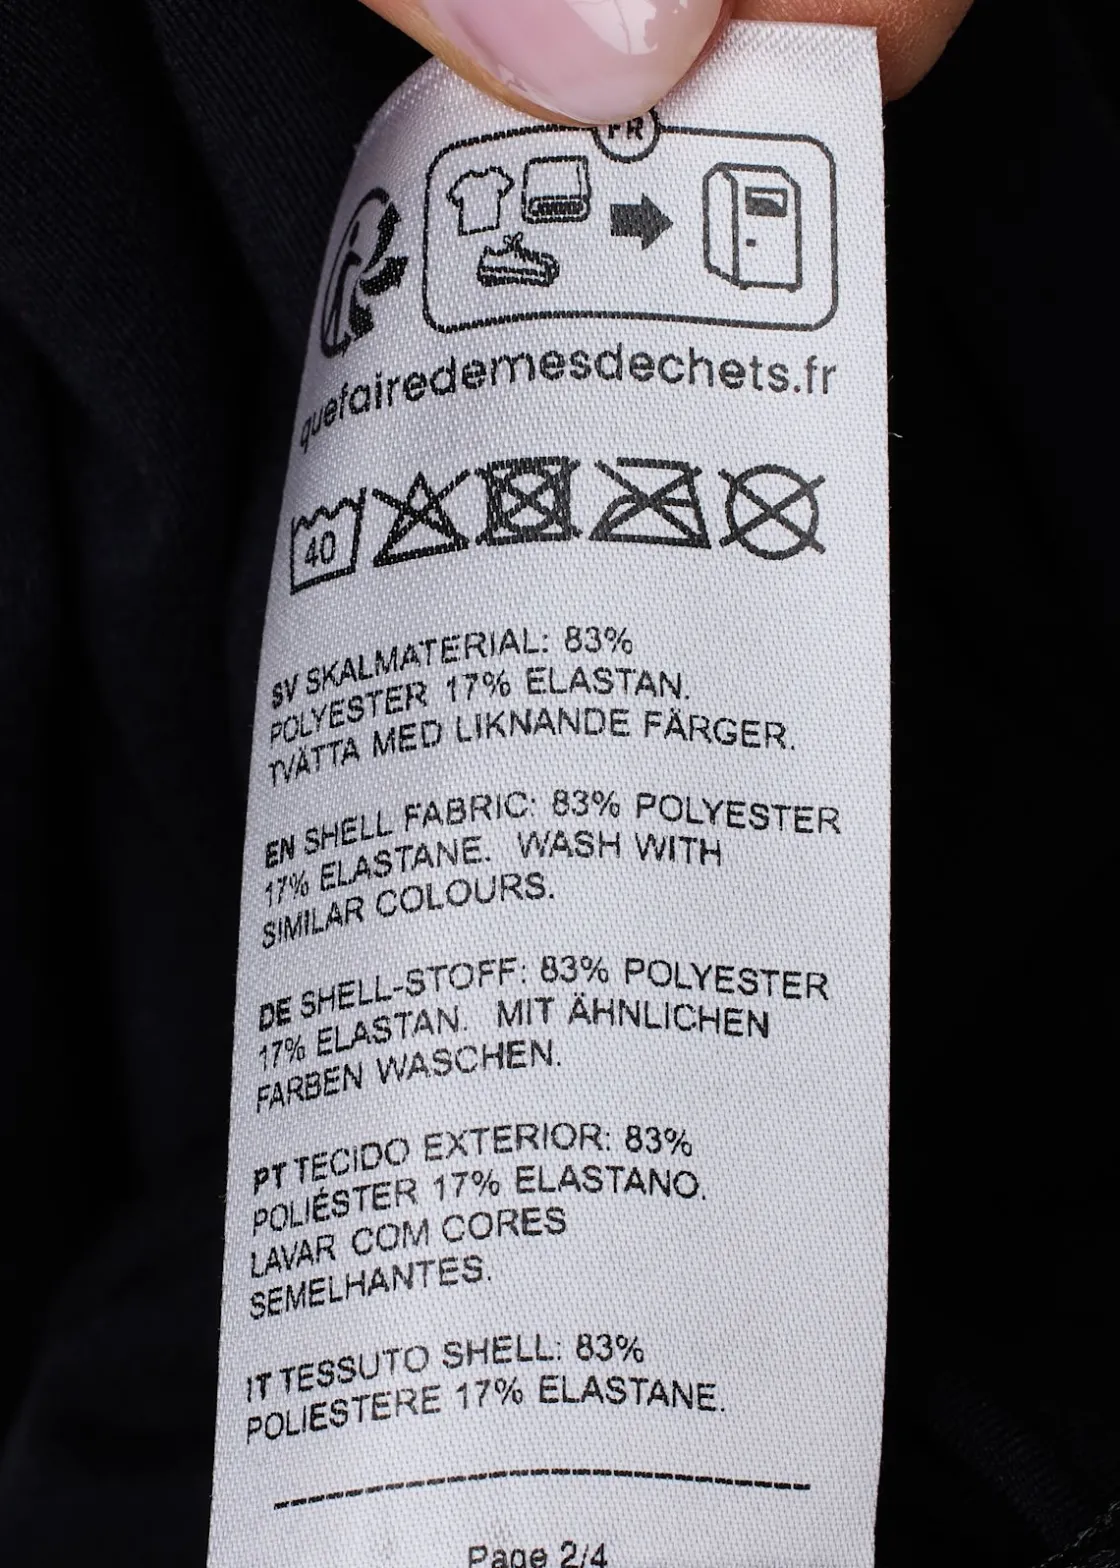 FR
quefairedemesdechets.fr
40
SV SKALMATERIAL: 83%
POLYESTER 17% ELASTAN.
TVÄTTA MED LIKNANDE FÄRGER.
EN SHELL FABRIC: 83% POLYESTER
17% ELASTANE. WASH WITH
SIMILAR COLOURS.
DE SHELL-STOFF: 83% POLYESTER
17% ELASTAN. MIT ÄHNLICHEN
FARBEN WASCHEN.
PT TECIDO EXTERIOR: 83%
POLIÉSTER 17% ELASTANO.
LAVAR COM CORES
SEMELHANTES.
IT TESSUTO SHELL: 83%
POLIESTERE 17% ELASTANE.
Page 2/4